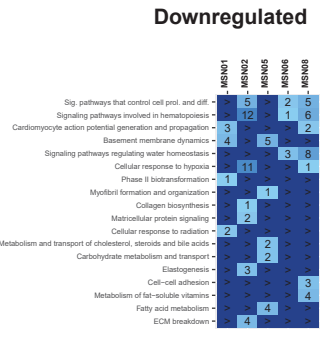 Downregulated
MSN01 MSN02 MSN05 MSN06 MSN08
Sig. pathways that control cell prol. and diff. > 5 > 2 5
Signaling pathways involved in hematopoiesis > 12 > 1 6
Cardiomyocyte action potential generation and propagation 3 > > > 2
Basement membrane dynamics 4 > 5 > >
Signaling pathways regulating water homeostasis > > > 3 8
Cellular response to hypoxia > 11 > > 1
Phase II biotransformation 1 > > > >
Myofibril formation and organization > > 1 > >
Collagen biosynthesis > 1 > > >
Matricellular protein signaling > 2 > > >
Cellular response to radiation 2 > > > >
Metabolism and transport of cholesterol, steroids and bile acids > > 2 > >
Carbohydrate metabolism and transport > > 2 > >
Elastogenesis > 3 > > >
Cell−cell adhesion > > > > 3
Metabolism of fat−soluble vitamins > > > > 4
Fatty acid metabolism > > 4 > >
ECM breakdown > 4 > > >